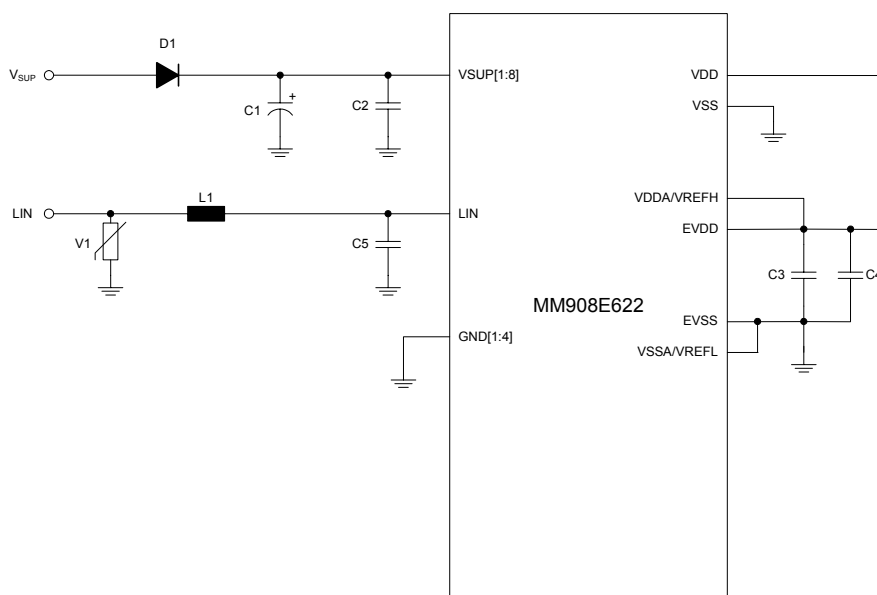 D1
VSUP
VSUP[1:8]
VDD
+
C1
C2
VSS
L1
VDDA/VREFH
LIN
LIN
EVDD
V1
C5
C3
C4
MM908E622
EVSS
GND[1:4]
VSSA/VREFL